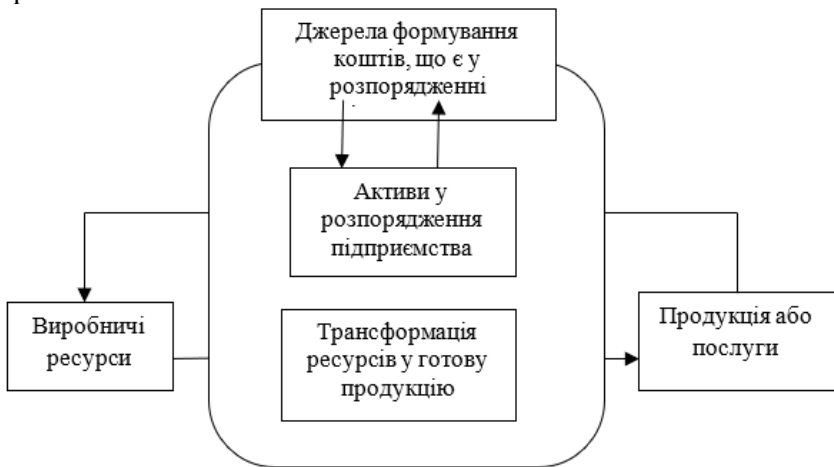 Джерела формування
коштів, що є у
розпорядженні
Активи у
розпорядження
підприємства
Виробничі
ресурси
Трансформація
ресурсів у готову
продукцію
Продукція або
послуги